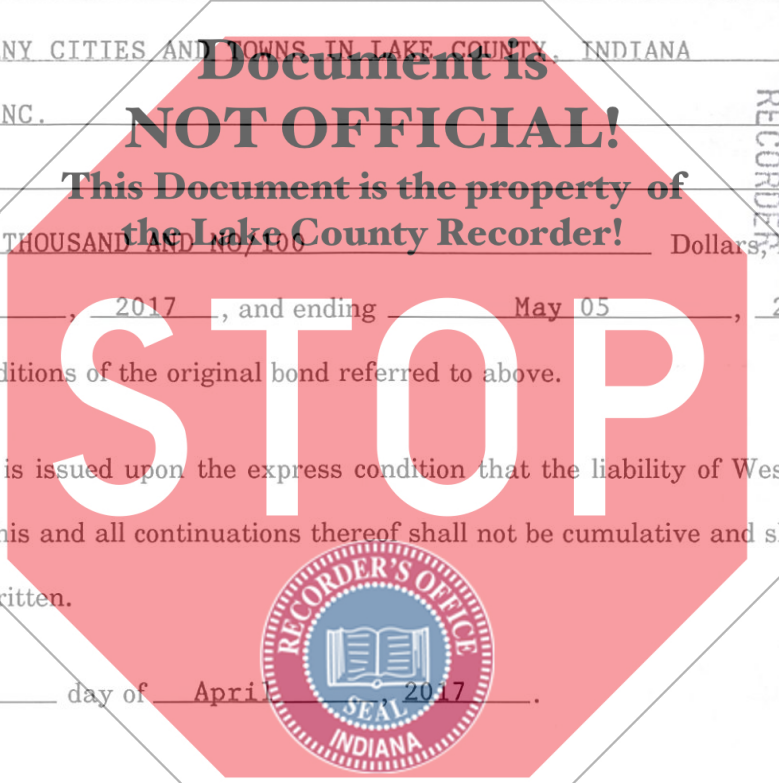 NY CITIES AND TOWNS IN LAKE COUNTY, INDIANA
Document is
NC.
NOT OFFICIAL!
This Document is the property of
the Lake County Recorder!
THOUSAND AND NO/100 Dollars,
, 2017, and ending May 05,
STOP
ditions of the original bond referred to above.
is issued upon the express condition that the liability of Wes
his and all continuations thereof shall not be cumulative and s
ritten.
day of April, 2017.
RECORDER'S OFFICE
SEAL
INDIANA
RECORDER